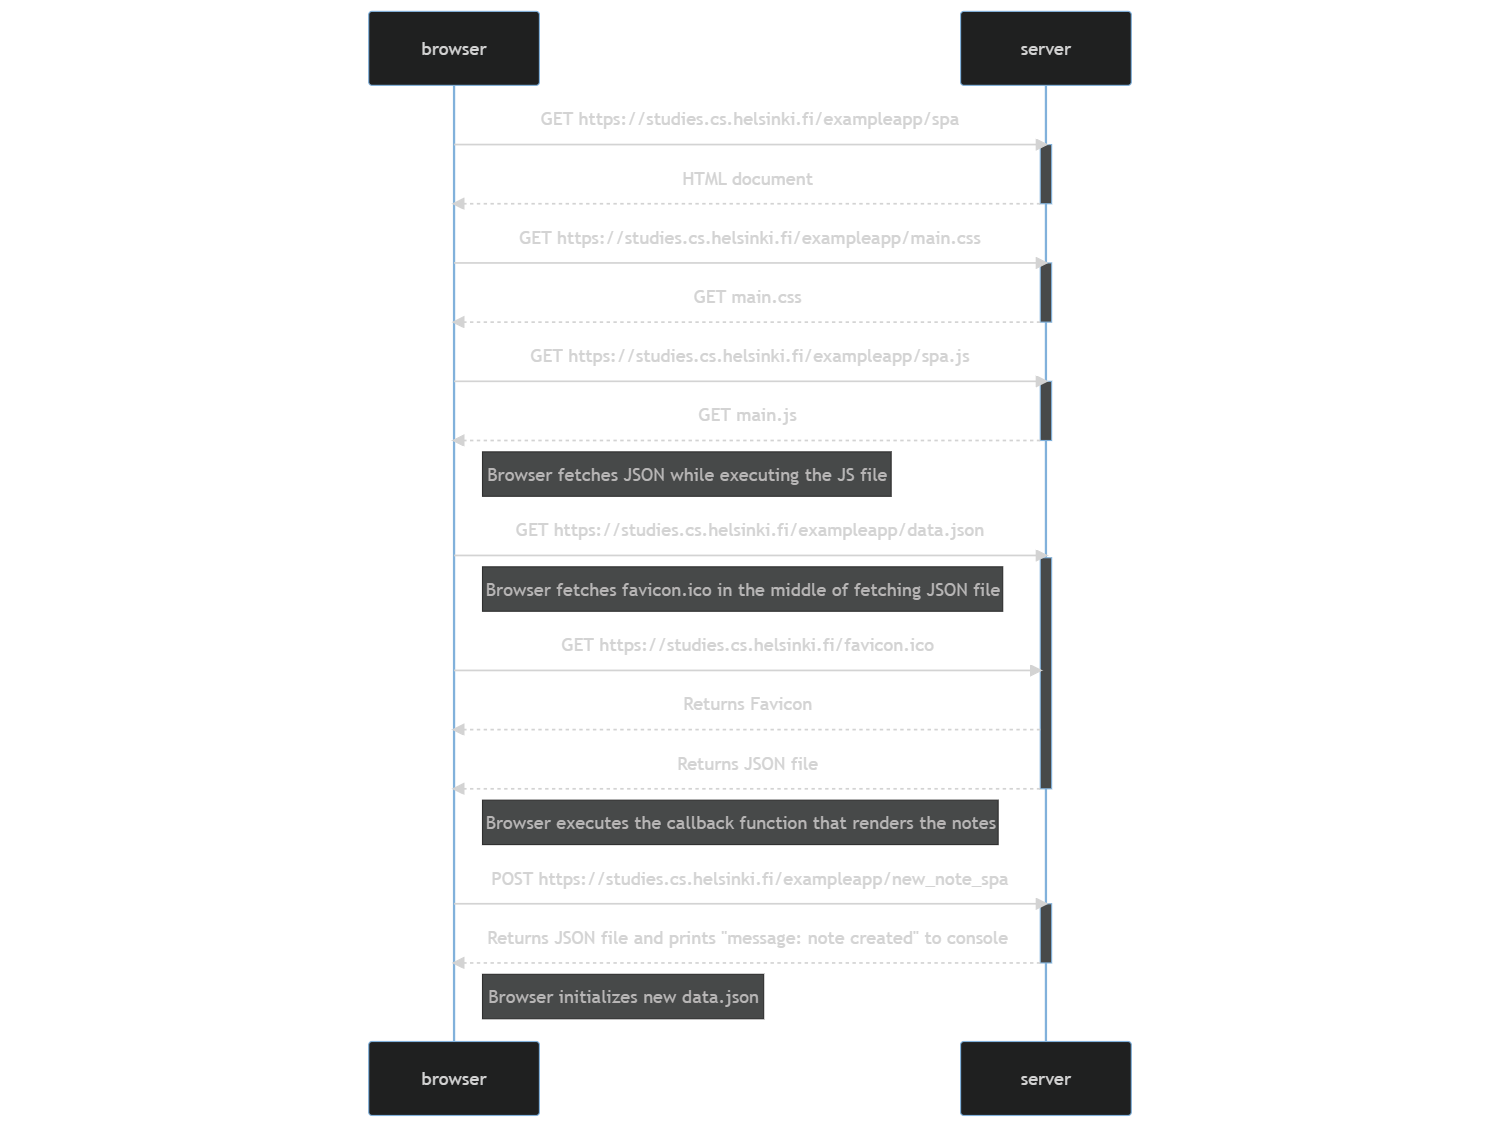 browser
server
GET https://studies.cs.helsinki.fi/exampleapp/spa
HTML document
GET https://studies.cs.helsinki.fi/exampleapp/main.css
GET main.css
GET https://studies.cs.helsinki.fi/exampleapp/spa.js
GET main.js
Browser fetches JSON while executing the JS file
GET https://studies.cs.helsinki.fi/exampleapp/data.json
Browser fetches favicon.ico in the middle of fetching JSON file
GET https://studies.cs.helsinki.fi/favicon.ico
Returns Favicon
Returns JSON file
Browser executes the callback function that renders the notes
POST https://studies.cs.helsinki.fi/exampleapp/new_note_spa
Returns JSON file and prints "message: note created" to console
Browser initializes new data.json
browser
server